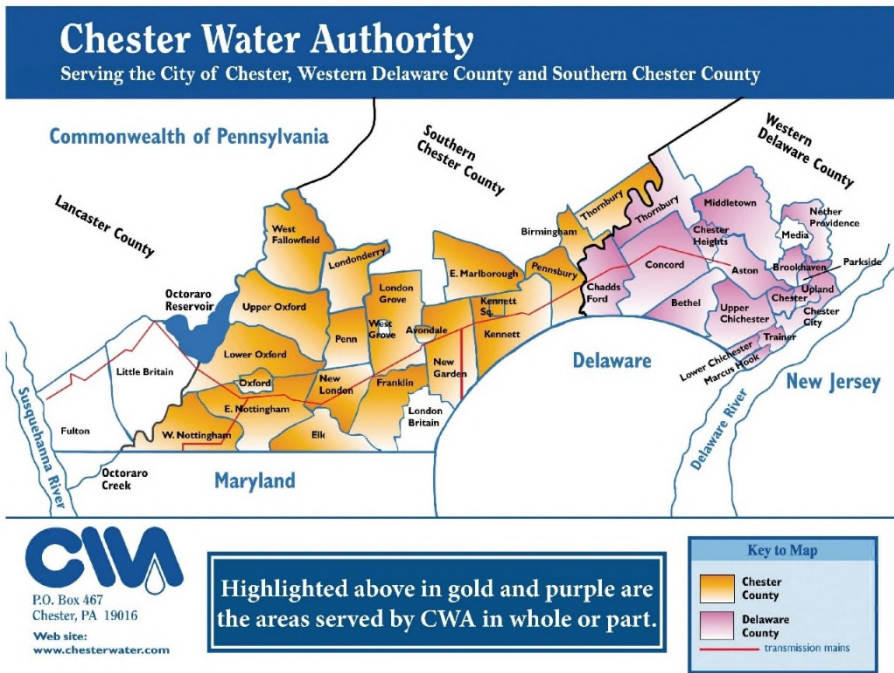 Chester Water Authority
Serving the City of Chester, Western Delaware County and Southern Chester County
Commonwealth of Pennsylvania
Southern
Chester County
Western
Delaware County
Lancaster County
West
Fallowfield
Londonderry
Octoraro
Reservoir
Upper Oxford
London
Grove
E. Marlborough
Birmingham
Thornbury
Thornbury
Middletown
Nether
Providence
Media
Chester
Heights
Pennsbury
Concord
Aston
Brookhaven
Parkside
Chadds
Ford
Upland
Chester
Chester
City
Bethel
Upper
Chichester
Trainer
Lower Chichester
Marcus Hook
Penn
West
Grove
Avondale
Kennett
Sq.
Kennett
Lower Oxford
Oxford
New
London
Franklin
New
Garden
London
Britain
Little Britain
E. Nottingham
W. Nottingham
Elk
Fulton
Octoraro
Creek
Susquehanna River
Maryland
Delaware
Delaware River
New Jersey
CWA
P.O. Box 467
Chester, PA 19016
Web site:
www.chesterwater.com
Highlighted above in gold and purple are
the areas served by CWA in whole or part.
Key to Map
Chester
County
Delaware
County
transmission mains